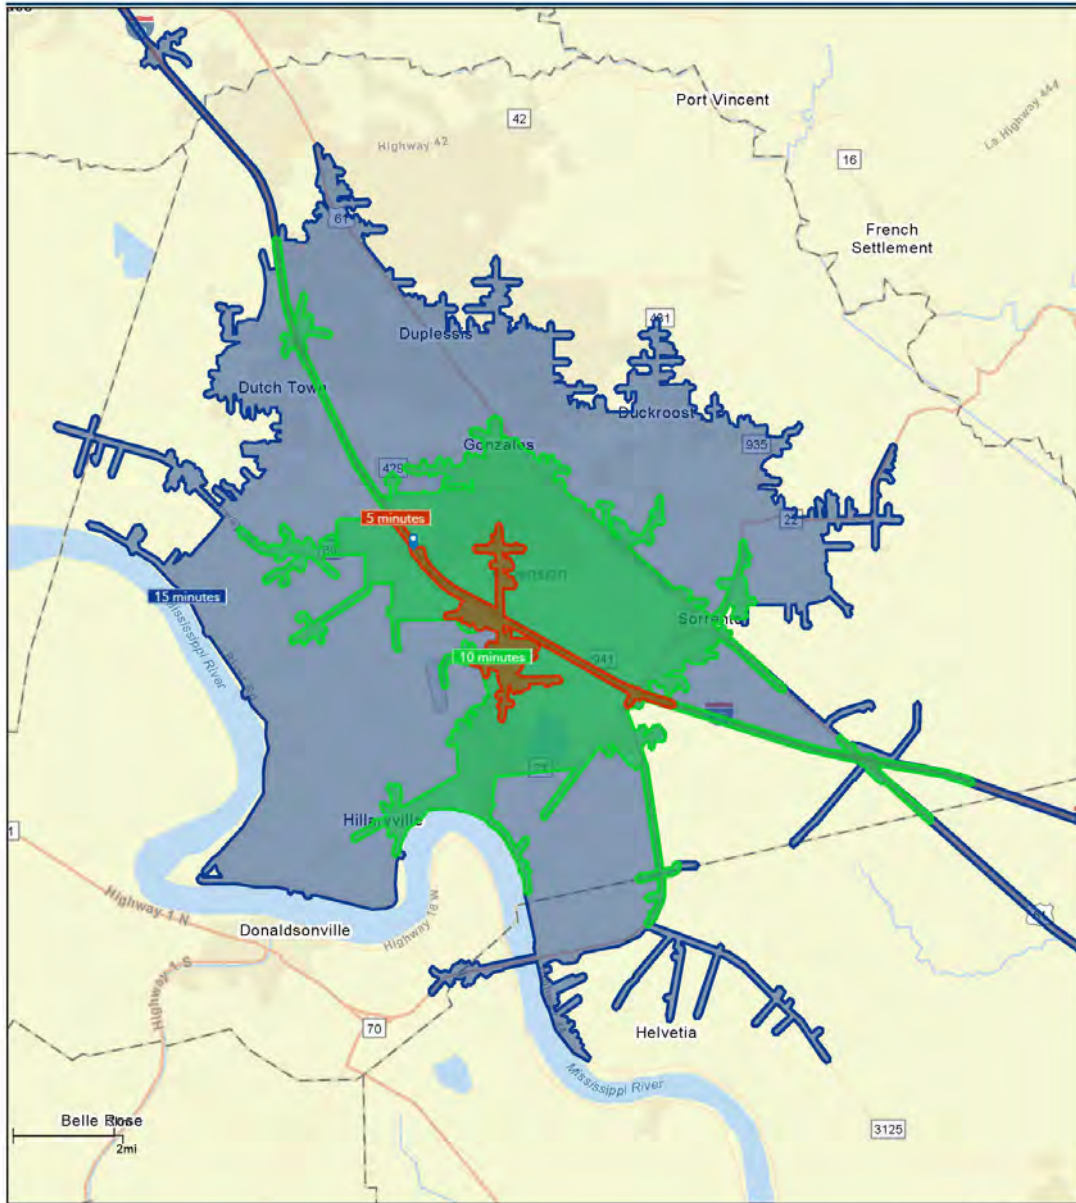 Port Vincent
42
Highway 42
La Highway 444
16
61
French
Settlement
431
Duplessis
Dutch Town
Duckroost
Gonzales
935
429
5 minutes
22
15 minutes
Mississippi River
Sorrento
10 minutes
941
Hillaryville
Highway 1 N
Highway 18 W
Donaldsonville
Highway 1 S
70
Helvetia
Mississippi River
Belle Rose
2mi
3125